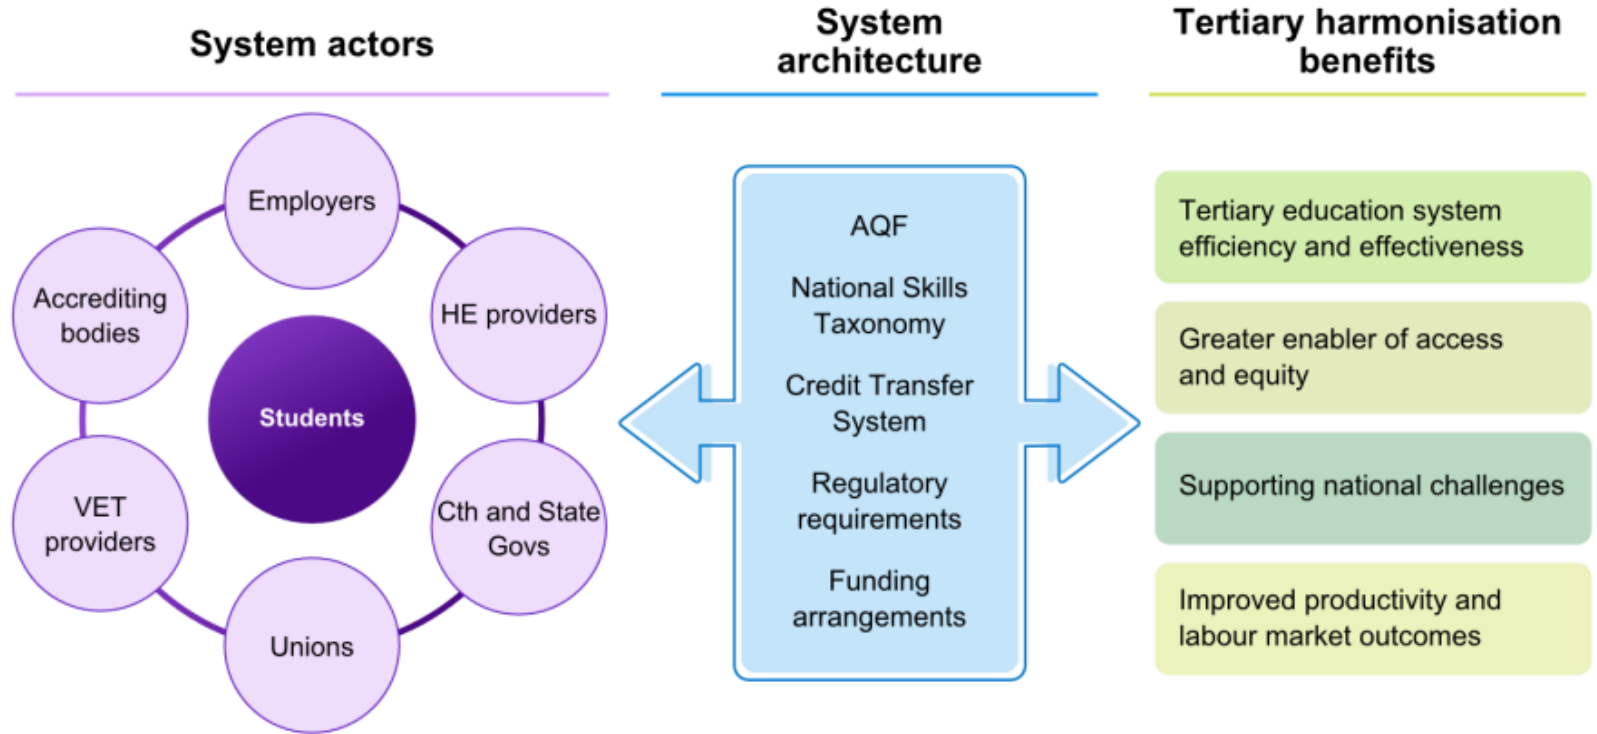 System actors
Employers
Accrediting
bodies
HE providers
Students
VET
providers
Cth and State
Govs
Unions
System
architecture
AQF
National Skills
Taxonomy
Credit Transfer
System
Regulatory
requirements
Funding
arrangements
Tertiary harmonisation
benefits
Tertiary education system
efficiency and effectiveness
Greater enabler of access
and equity
Supporting national challenges
Improved productivity and
labour market outcomes